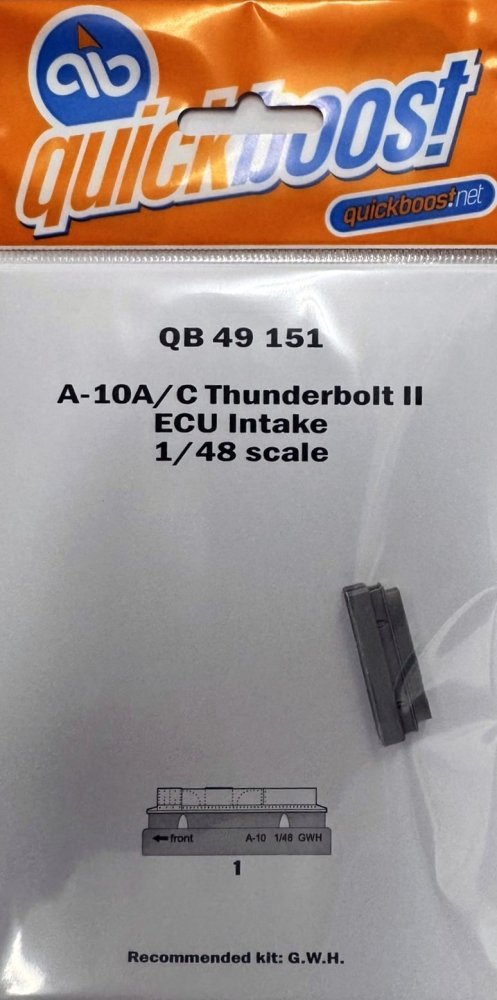 qb
quickboost
quickboost.net
QB 49 151
A-10A/C Thunderbolt II
ECU Intake
1/48 scale
←front A-10 1/48 GWH
1
Recommended kit: G.W.H.